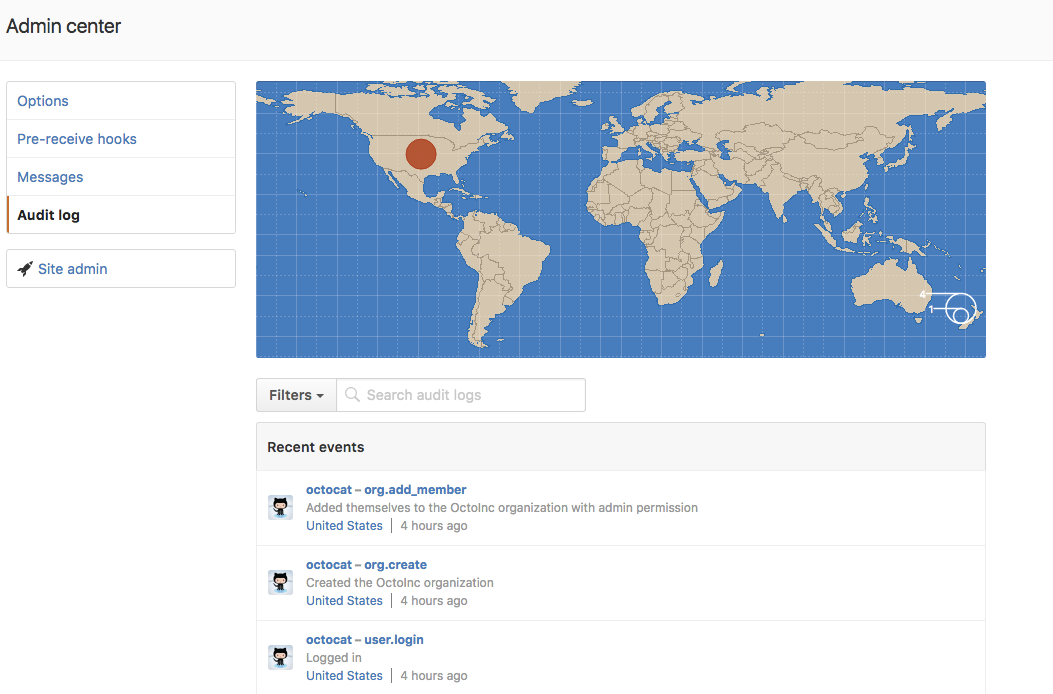 Admin center
Options
Pre-receive hooks
Messages
Audit log
Site admin
4
1
Filters
Search audit logs
Recent events
octocat – org.add_member
Added themselves to the OctoInc organization with admin permission
United States | 4 hours ago
octocat – org.create
Created the OctoInc organization
United States | 4 hours ago
octocat – user.login
Logged in
United States | 4 hours ago